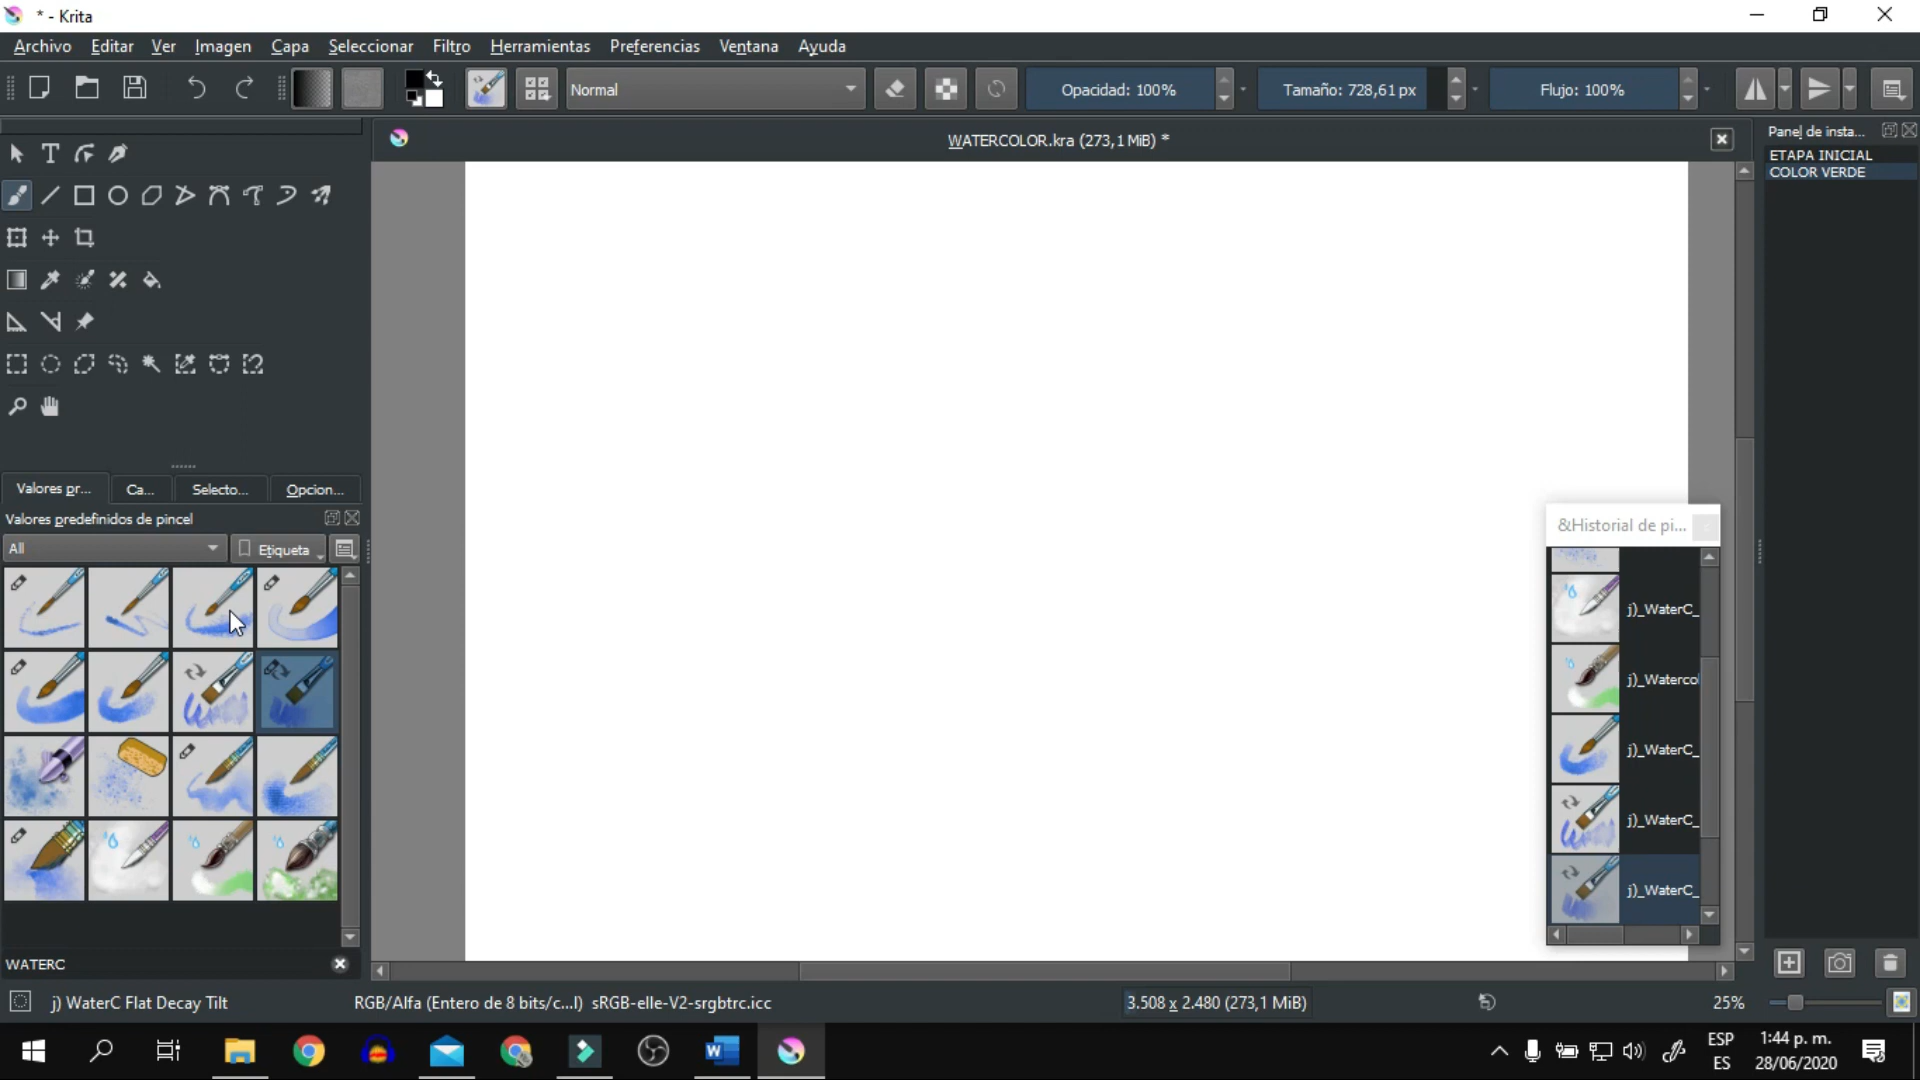 * - Krita
Archivo Editar Ver Imagen Capa Seleccionar Filtro Herramientas Preferencias Ventana Ayuda
Normal
Opacidad: 100%
Tamaño: 728,61 px
Flujo: 100%
WATERCOLOR.kra (273,1 MiB) *
Panel de insta...
ETAPA INICIAL
COLOR VERDE
Valores pr... Ca... Selecto... Opcion...
Valores predefinidos de pincel
All
Etiqueta
&Historial de pi...
j)_WaterC_
j)_Waterco
j)_WaterC_
j)_WaterC_
j)_WaterC_
WATERC
j) WaterC Flat Decay Tilt
RGB/Alfa (Entero de 8 bits/c...l) sRGB-elle-V2-srgbtrc.icc
3.508 x 2.480 (273,1 MiB)
25%
ESP
ES
1:44 p. m.
28/06/2020